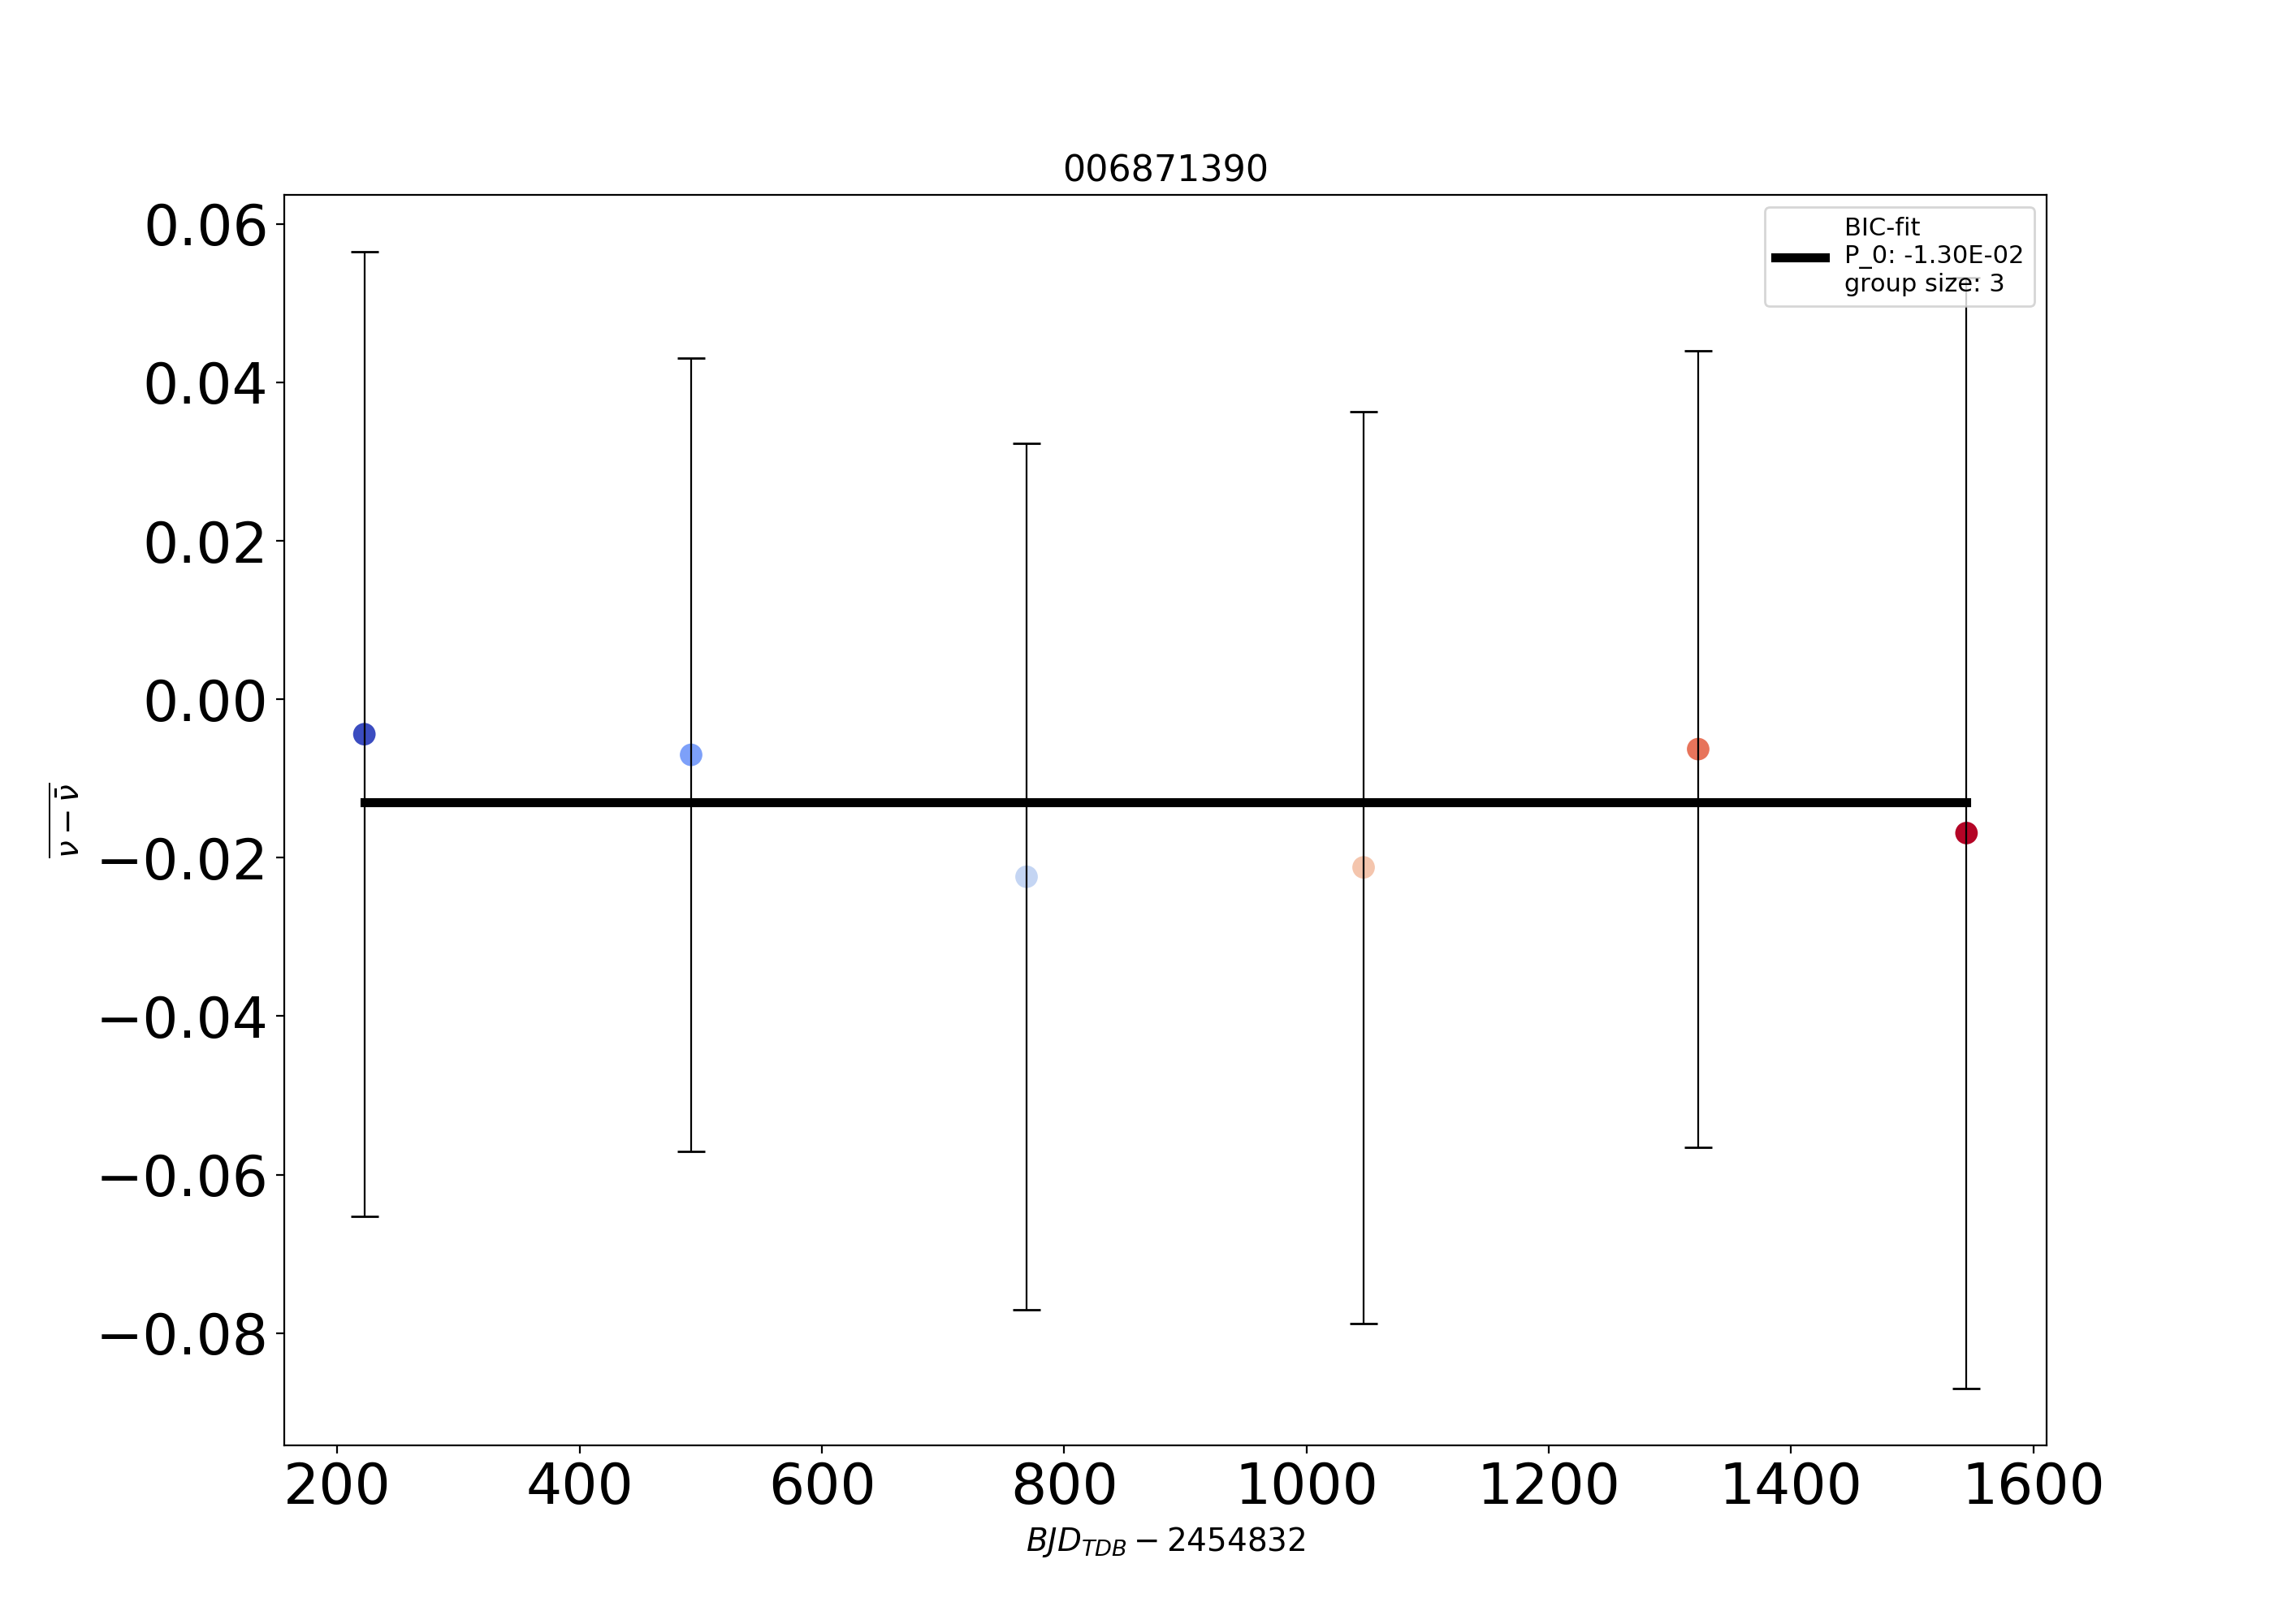 006871390
BIC-fit
P_0: -1.30E-02
group size: 3
0.06
0.04
0.02
0.00
−0.02
−0.04
−0.06
−0.08
ν − ν̄
200 400 600 800 1000 1200 1400 1600
BJD_TDB − 2454832